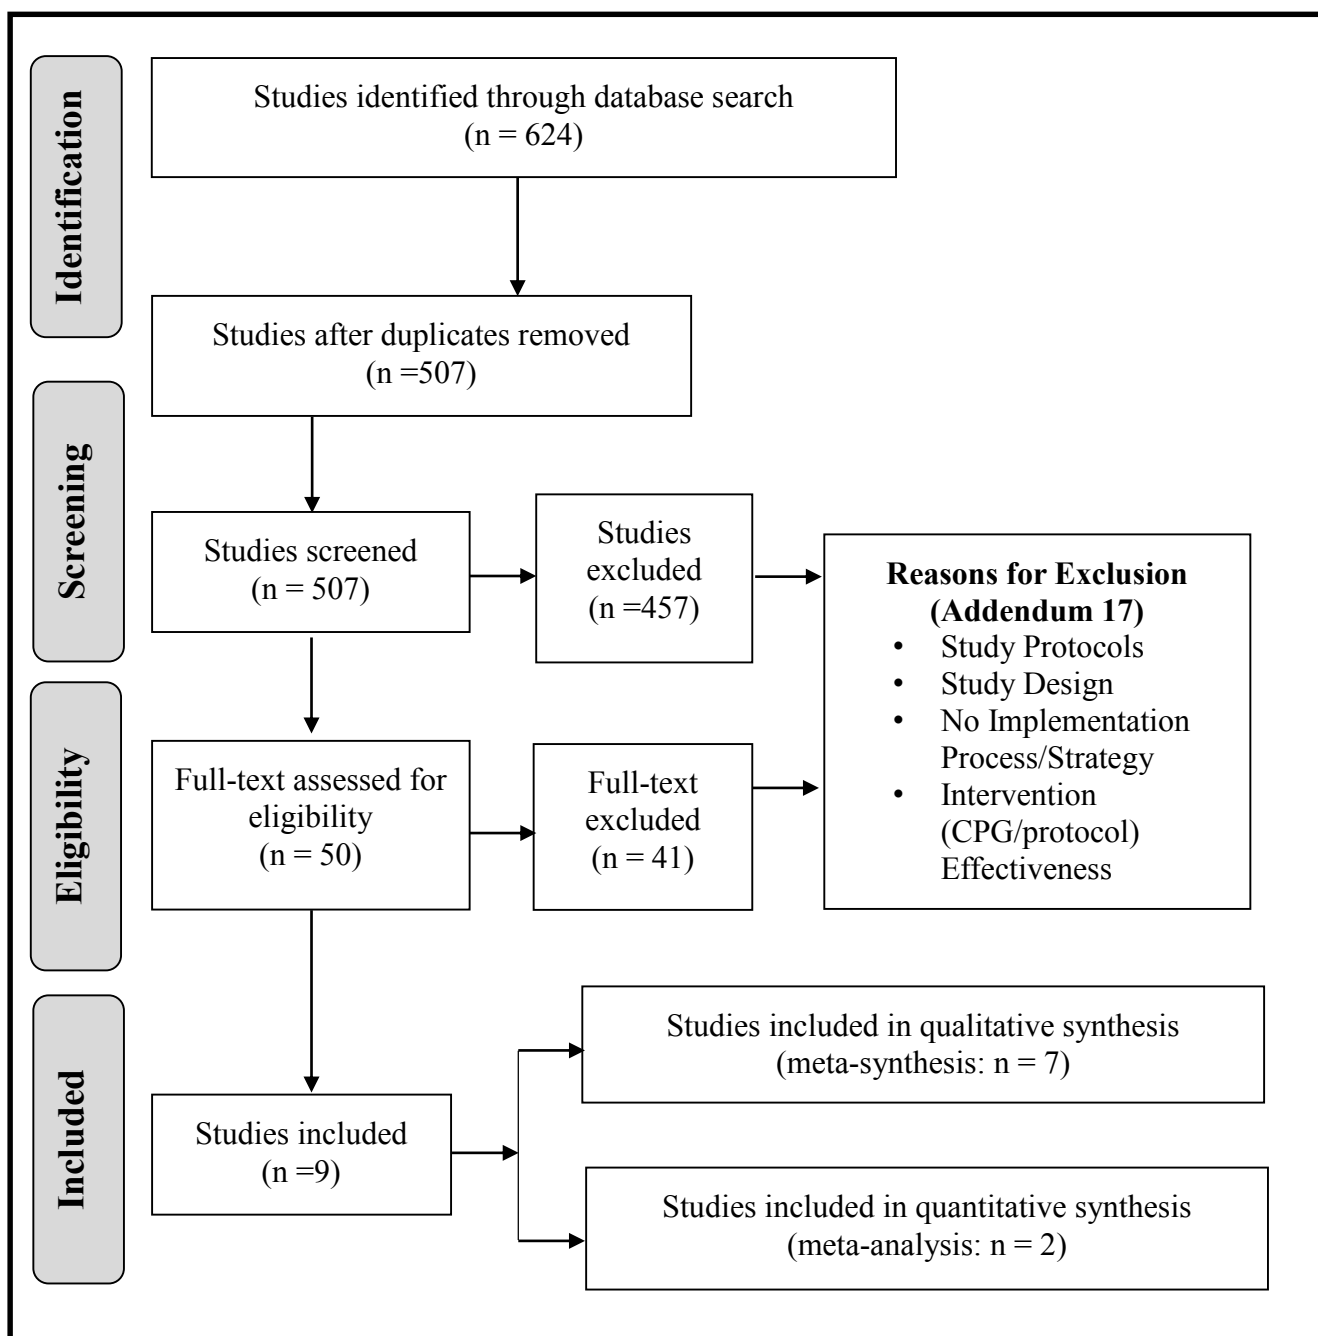 Identification
Studies identified through database search
(n = 624)
Studies after duplicates removed
(n =507)
Screening
Studies screened
(n = 507)
Studies
excluded
(n =457)
Reasons for Exclusion
(Addendum 17)
• Study Protocols
• Study Design
• No Implementation
Process/Strategy
• Intervention
(CPG/protocol)
Effectiveness
Eligibility
Full-text assessed for
eligibility
(n = 50)
Full-text
excluded
(n = 41)
Included
Studies included
(n =9)
Studies included in qualitative synthesis
(meta-synthesis: n = 7)
Studies included in quantitative synthesis
(meta-analysis: n = 2)